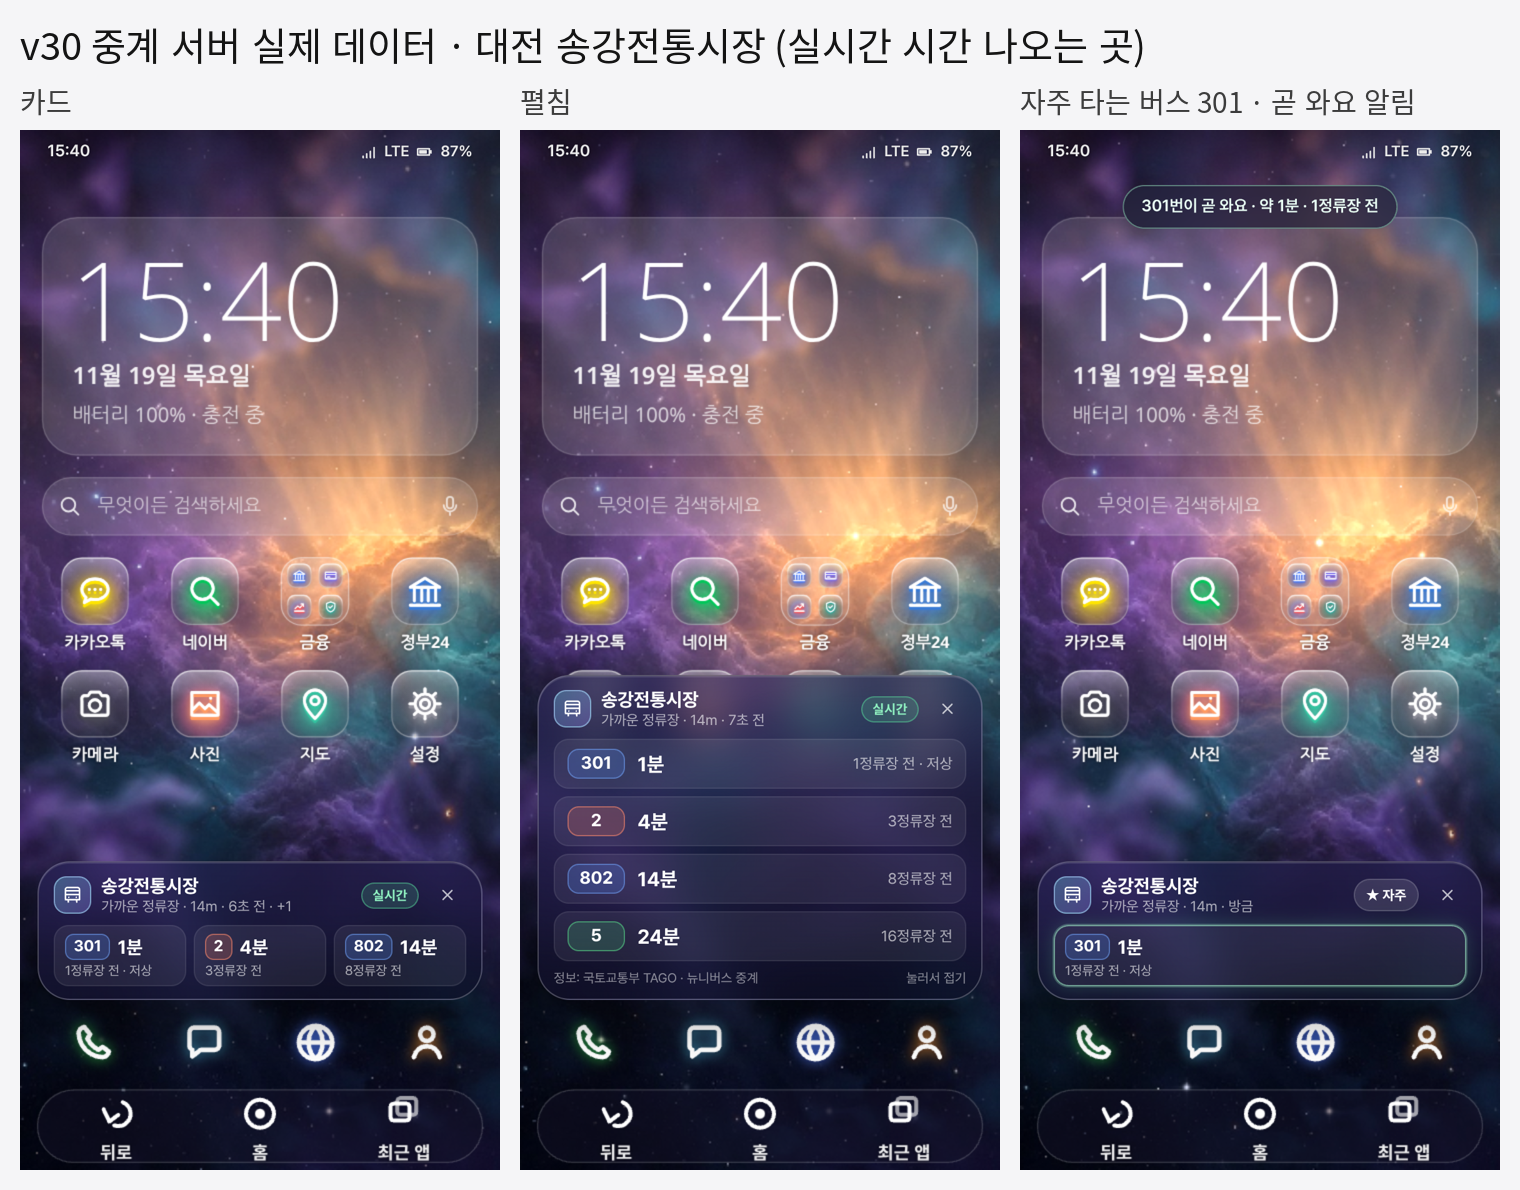 v30 중계 서버 실제 데이터 · 대전 송강전통시장 (실시간 시간 나오는 곳)
카드
15:40 LTE 87%
15:40
11월 19일 목요일
배터리 100% · 충전 중
무엇이든 검색하세요
카카오톡 네이버 금융 정부24
카메라 사진 지도 설정
송강전통시장
가까운 정류장 · 14m · 6초 전 · +1
실시간
301 1분
1정류장 전 · 저상
2 4분
3정류장 전
802 14분
8정류장 전
뒤로 홈 최근 앱
펼침
15:40 LTE 87%
15:40
11월 19일 목요일
배터리 100% · 충전 중
무엇이든 검색하세요
카카오톡 네이버 금융 정부24
송강전통시장
가까운 정류장 · 14m · 7초 전
실시간
301 1분 1정류장 전 · 저상
2 4분 3정류장 전
802 14분 8정류장 전
5 24분 16정류장 전
정보: 국토교통부 TAGO · 뉴니버스 중계 눌러서 접기
뒤로 홈 최근 앱
자주 타는 버스 301 · 곧 와요 알림
15:40 LTE 87%
301번이 곧 와요 · 약 1분 · 1정류장 전
15:40
11월 19일 목요일
배터리 100% · 충전 중
무엇이든 검색하세요
카카오톡 네이버 금융 정부24
카메라 사진 지도 설정
송강전통시장
가까운 정류장 · 14m · 방금
★ 자주
301 1분
1정류장 전 · 저상
뒤로 홈 최근 앱